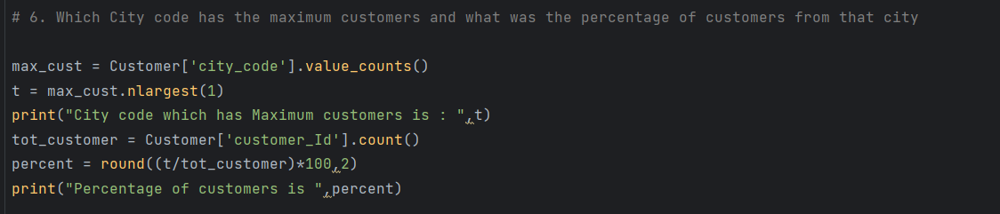 # 6. Which City code has the maximum customers and what was the percentage of customers from that city
max_cust = Customer['city_code'].value_counts()
t = max_cust.nlargest(1)
print("City code which has Maximum customers is : ",t)
tot_customer = Customer['customer_Id'].count()
percent = round((t/tot_customer)*100,2)
print("Percentage of customers is ",percent)